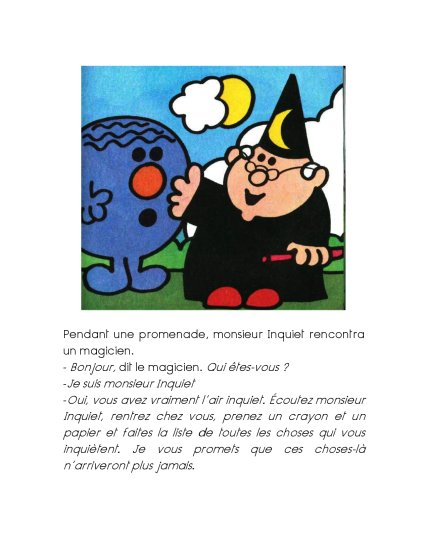 Pendant une promenade, monsieur Inquiet rencontra
un magicien.
- Bonjour, dit le magicien. Qui êtes-vous ?
-Je suis monsieur Inquiet
-Oui, vous avez vraiment l'air inquiet. Écoutez monsieur
Inquiet, rentrez chez vous, prenez un crayon et un
papier et faites la liste de toutes les choses qui vous
inquiètent. Je vous promets que ces choses-là
n'arriveront plus jamais.